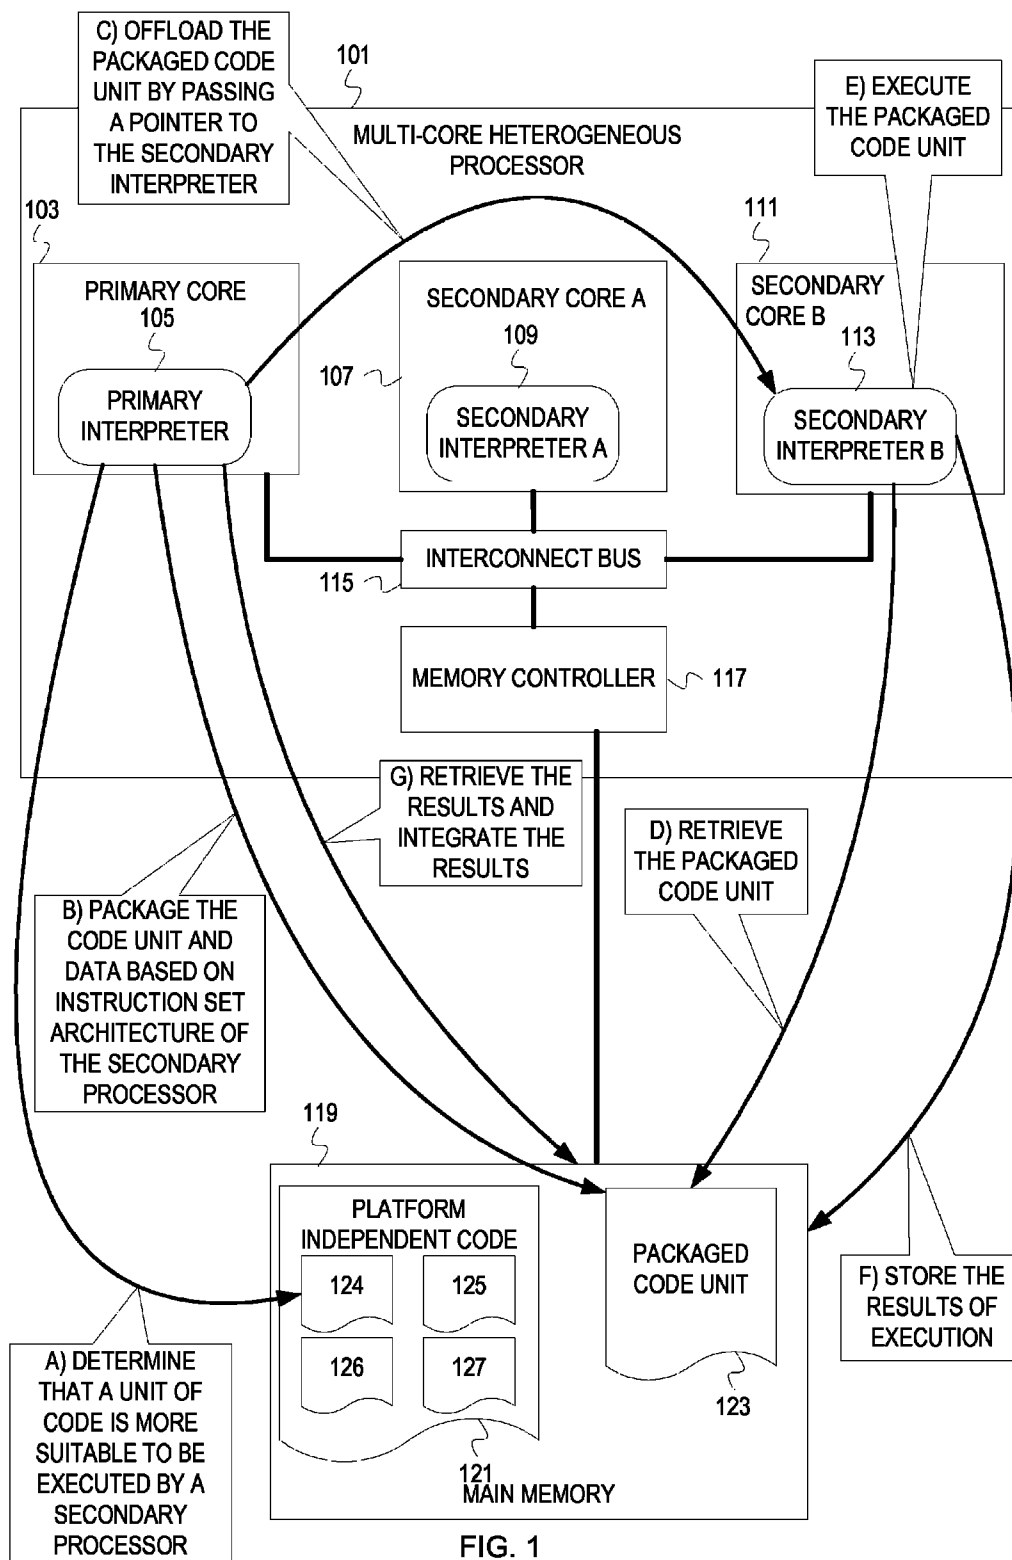 C) OFFLOAD THE
PACKAGED CODE
UNIT BY PASSING
A POINTER TO
THE SECONDARY
INTERPRETER
101
MULTI-CORE HETEROGENEOUS
PROCESSOR
E) EXECUTE
THE PACKAGED
CODE UNIT
103
PRIMARY CORE
105
PRIMARY
INTERPRETER
SECONDARY CORE A
107
109
SECONDARY
INTERPRETER A
111
SECONDARY
CORE B
113
SECONDARY
INTERPRETER B
INTERCONNECT BUS
115
MEMORY CONTROLLER
117
G) RETRIEVE THE
RESULTS AND
INTEGRATE THE
RESULTS
D) RETRIEVE
THE PACKAGED
CODE UNIT
B) PACKAGE THE
CODE UNIT AND
DATA BASED ON
INSTRUCTION SET
ARCHITECTURE OF
THE SECONDARY
PROCESSOR
119
PLATFORM
INDEPENDENT CODE
124
125
126
127
121
PACKAGED
CODE UNIT
123
MAIN MEMORY
F) STORE THE
RESULTS OF
EXECUTION
A) DETERMINE
THAT A UNIT OF
CODE IS MORE
SUITABLE TO BE
EXECUTED BY A
SECONDARY
PROCESSOR
FIG. 1